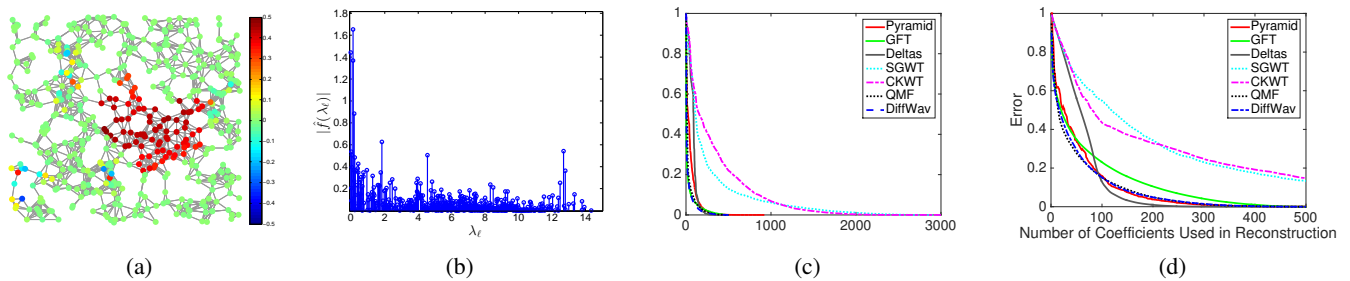 0.5
0.4
0.3
0.2
0.1
0
-0.1
-0.2
-0.3
-0.4
-0.5
(a)
|f̂(λℓ)|
1.8
1.6
1.4
1.2
1
0.8
0.6
0.4
0.2
0 2 4 6 8 10 12 14
λℓ
(b)
1
0.8
0.6
0.4
0.2
0
0 1000 2000 3000
Pyramid
GFT
Deltas
SGWT
CKWT
QMF
DiffWav
(c)
Error
1
0.8
0.6
0.4
0.2
0
0 100 200 300 400 500
Number of Coefficients Used in Reconstruction
Pyramid
GFT
Deltas
SGWT
CKWT
QMF
DiffWav
(d)